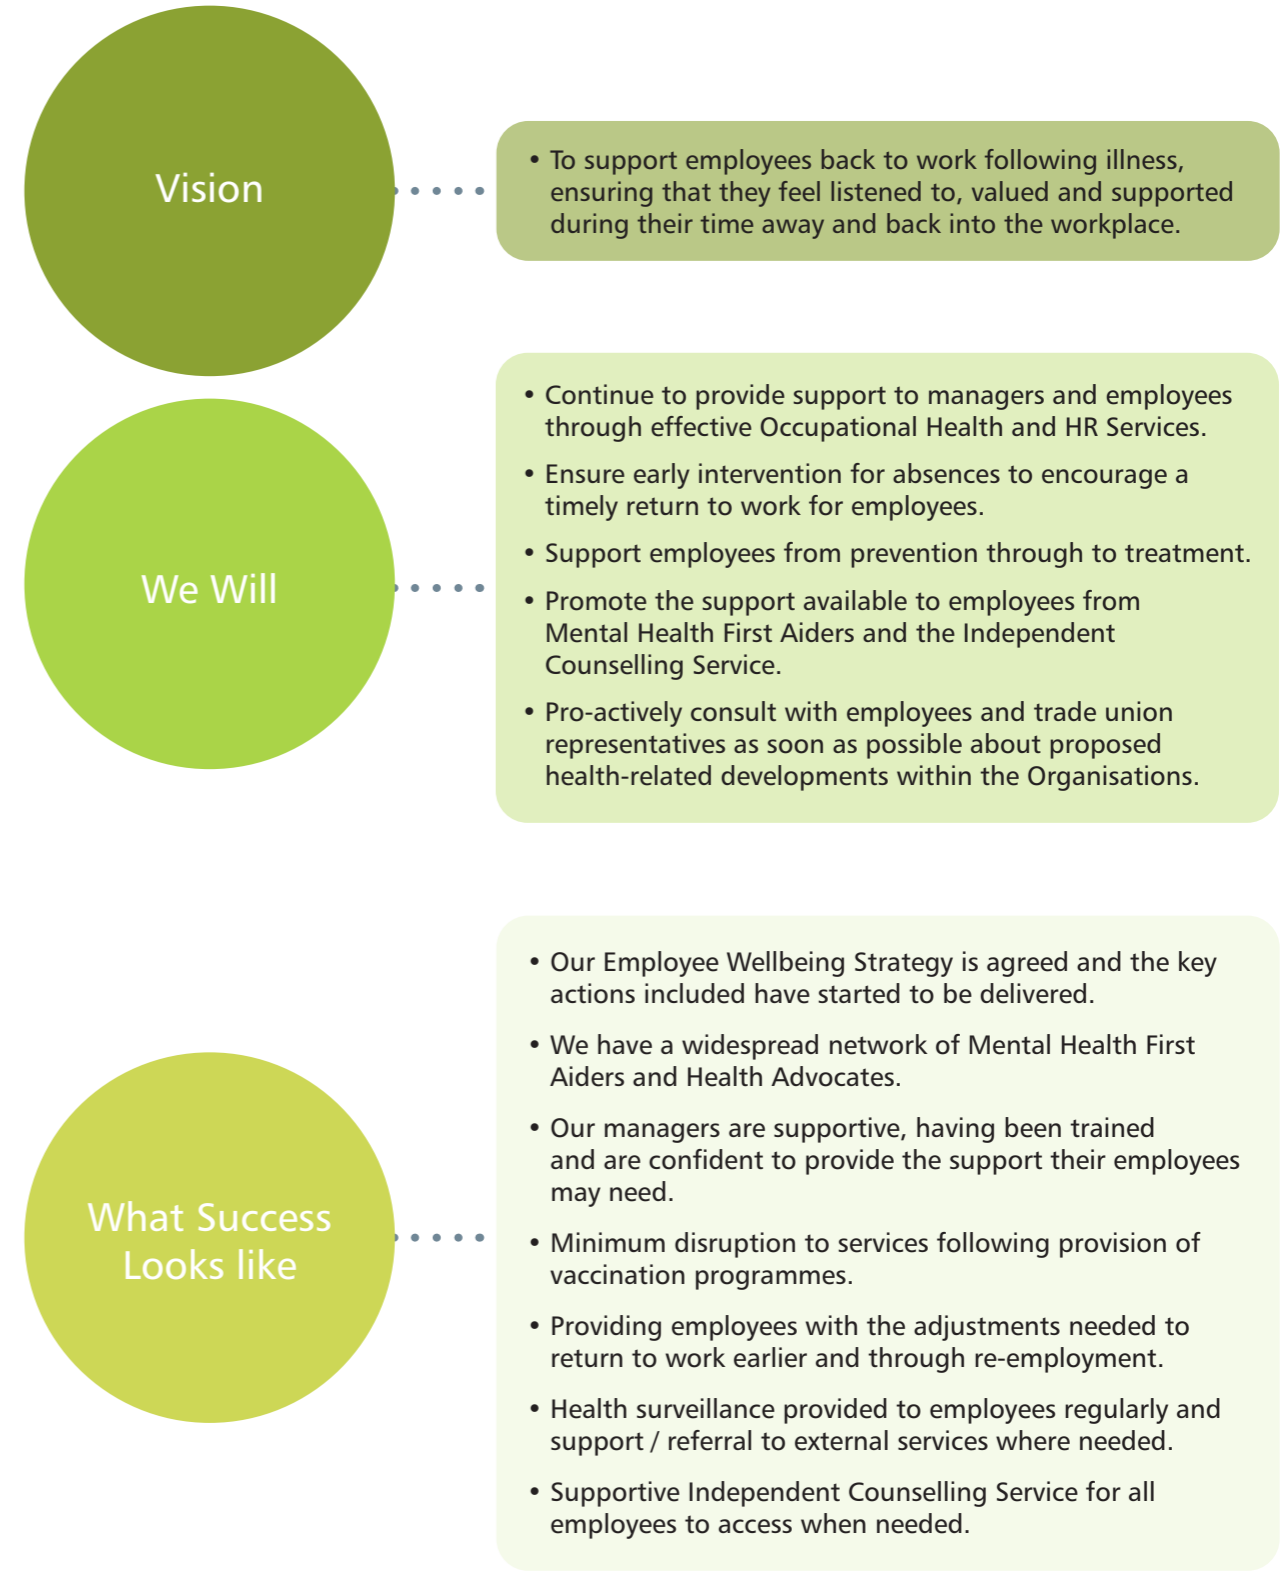 Vision
• To support employees back to work following illness,
ensuring that they feel listened to, valued and supported
during their time away and back into the workplace.
We Will
• Continue to provide support to managers and employees
through effective Occupational Health and HR Services.
• Ensure early intervention for absences to encourage a
timely return to work for employees.
• Support employees from prevention through to treatment.
• Promote the support available to employees from
Mental Health First Aiders and the Independent
Counselling Service.
• Pro-actively consult with employees and trade union
representatives as soon as possible about proposed
health-related developments within the Organisations.
What Success
Looks like
• Our Employee Wellbeing Strategy is agreed and the key
actions included have started to be delivered.
• We have a widespread network of Mental Health First
Aiders and Health Advocates.
• Our managers are supportive, having been trained
and are confident to provide the support their employees
may need.
• Minimum disruption to services following provision of
vaccination programmes.
• Providing employees with the adjustments needed to
return to work earlier and through re-employment.
• Health surveillance provided to employees regularly and
support / referral to external services where needed.
• Supportive Independent Counselling Service for all
employees to access when needed.